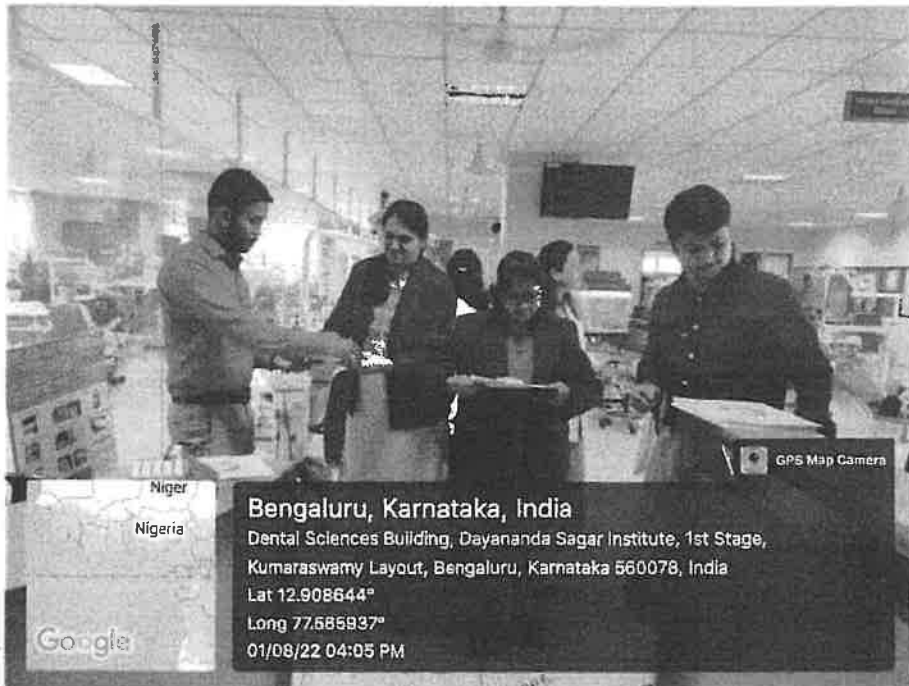 GPS Map Camera
Niger
Nigeria
Google
Bengaluru, Karnataka, India
Dental Sciences Building, Dayananda Sagar Institute, 1st Stage,
Kumaraswamy Layout, Bengaluru, Karnataka 560078, India
Lat 12.908644°
Long 77.565937°
01/08/22 04:05 PM